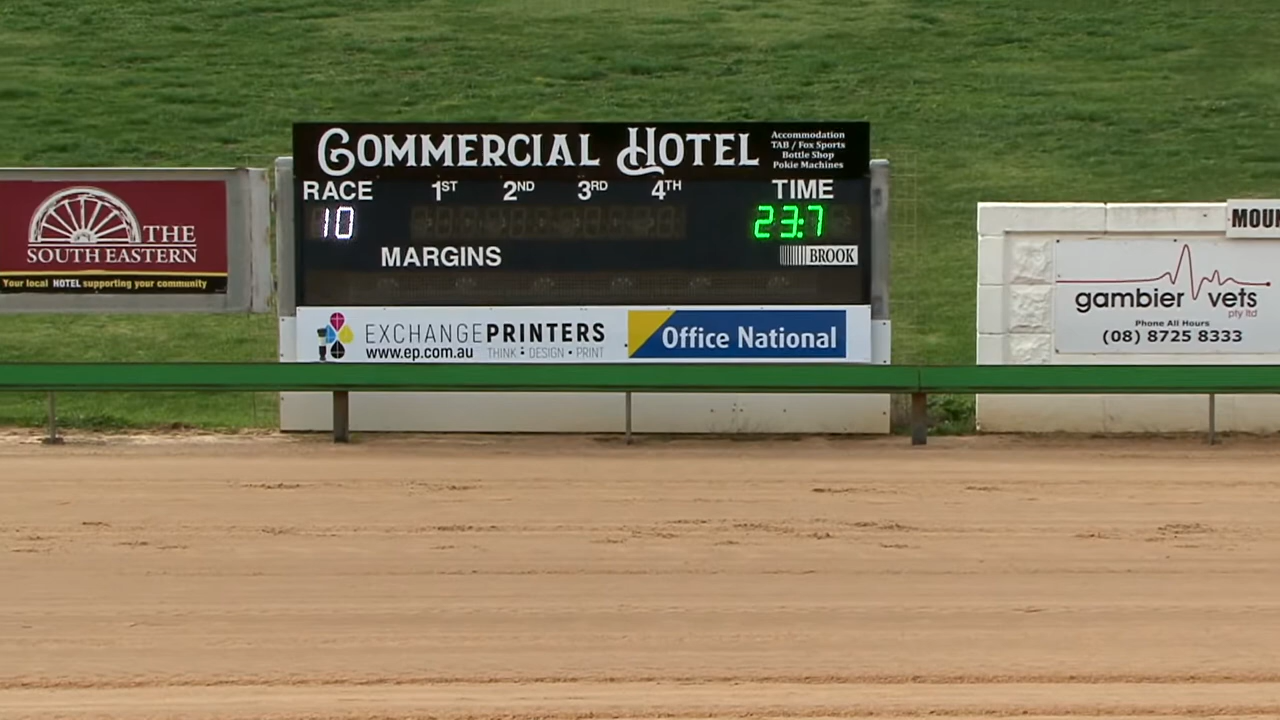 COMMERCIAL HOTEL
Accommodation
TAB / Fox Sports
Bottle Shop
Pokie Machines
RACE 1ST 2ND 3RD 4TH TIME
10 23:7
MARGINS
BROOK
EXCHANGEPRINTERS
www.ep.com.au THINK : DESIGN • PRINT
Office National
THE
SOUTH EASTERN
Your local HOTEL supporting your community
MOU
gambier vets
pty ltd
Phone All Hours
(08) 8725 8333